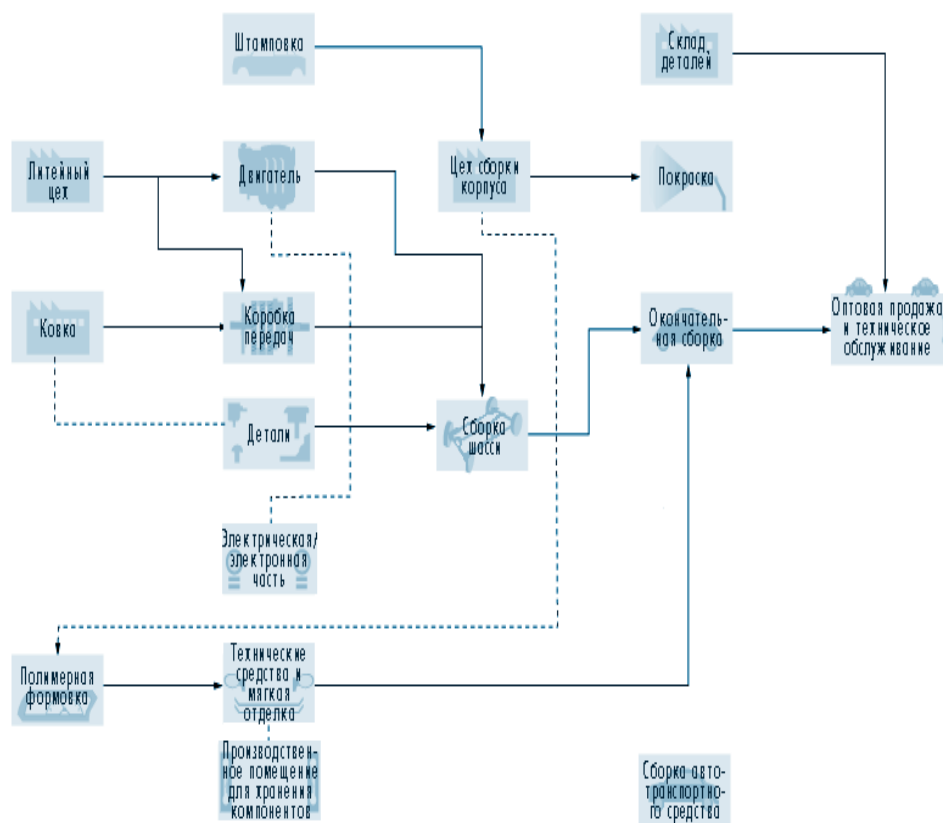 Штамповка
Склад
деталей
Литейный
цех
Двигатель
Цех сборки
корпуса
Покраска
Ковка
Коробка
передач
Окончатель-
ная сборка
Оптовая продажа
и техническое
обслуживание
Детали
Сборка
шасси
Электрическая/
электронная
часть
Полимерная
формовка
Технические
средства и
мягкая
отделка
Производствен-
ное помещение
для хранения
компонентов
Сборка авто-
транспортно-
го средства